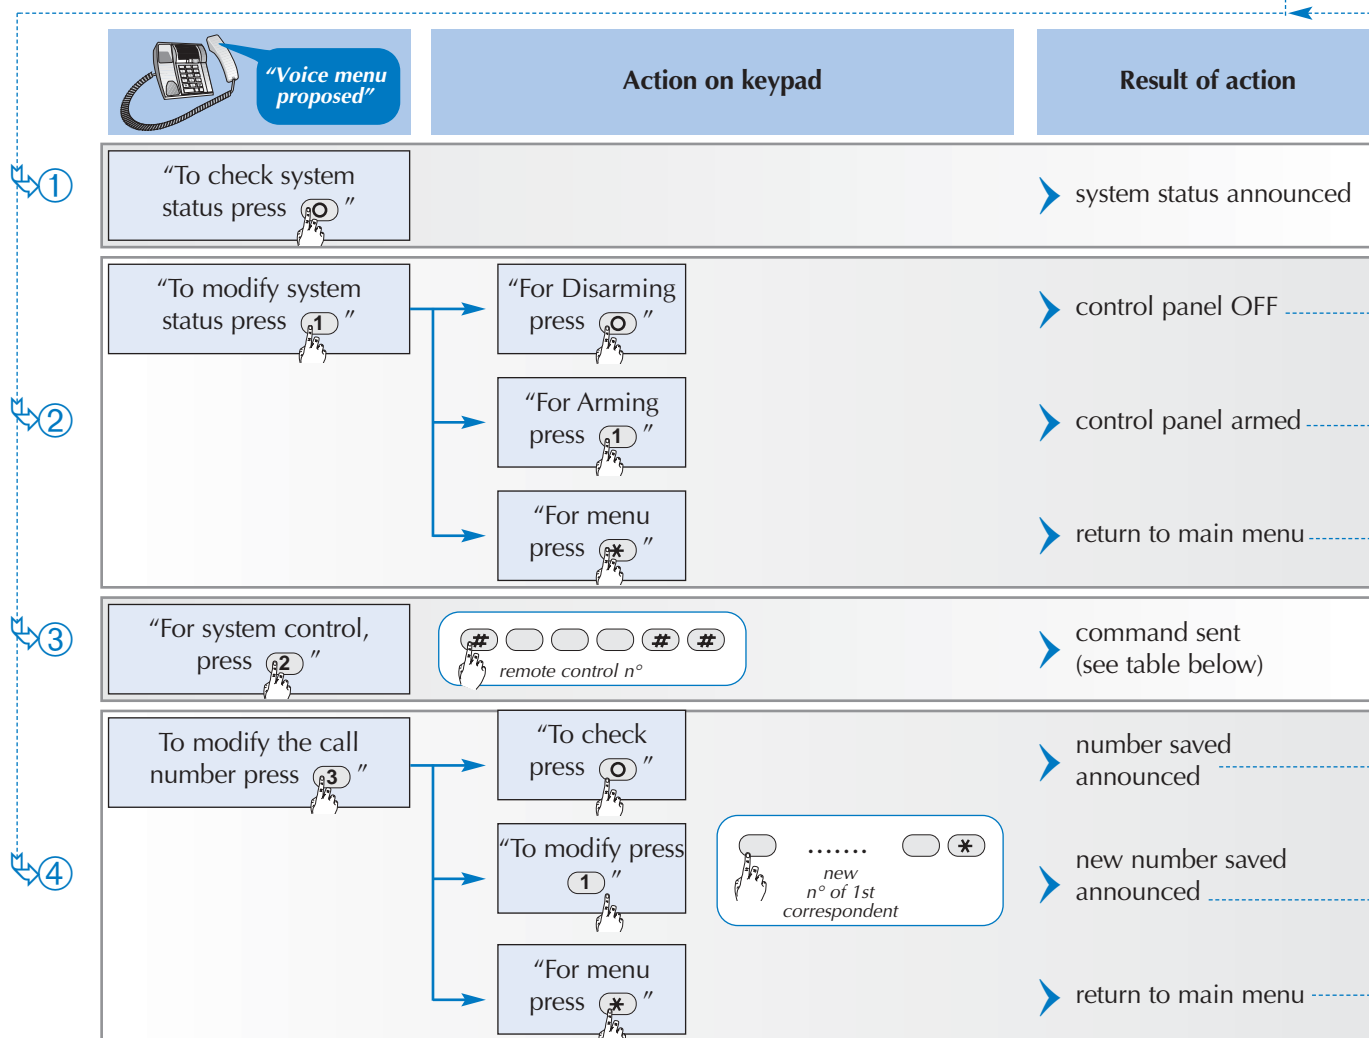 “Voice menu
proposed”
Action on keypad
Result of action
1
“To check system
status press O ”
system status announced
2
“To modify system
status press 1 ”
“For Disarming
press O ”
control panel OFF
“For Arming
press 1 ”
control panel armed
“For menu
press * ”
return to main menu
3
“For system control,
press 2 ”
# # #
remote control n°
command sent
(see table below)
4
To modify the call
number press 3 ”
“To check
press O ”
number saved
announced
“To modify press
1 ”
....... *
new
n° of 1st
correspondent
new number saved
announced
“For menu
press * ”
return to main menu